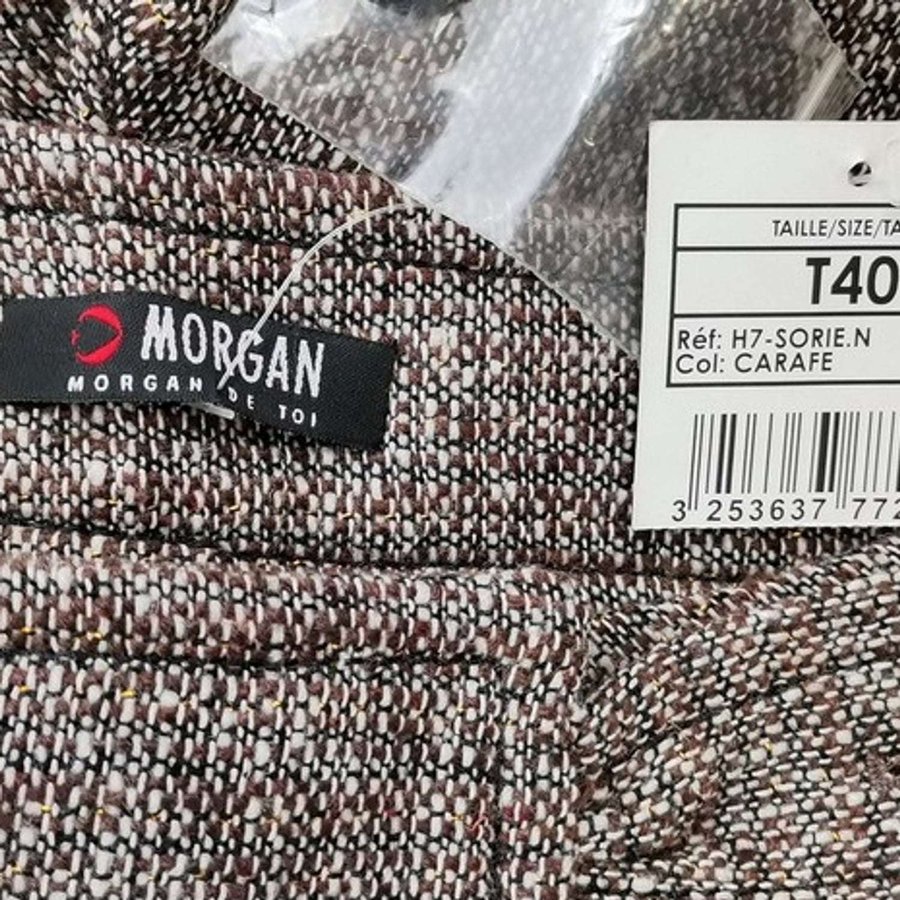 MORGAN
MORGAN DE TOI
TAILLE/SIZE/TA
T40
Réf: H7-SORIE.N
Col: CARAFE
3 253637 772